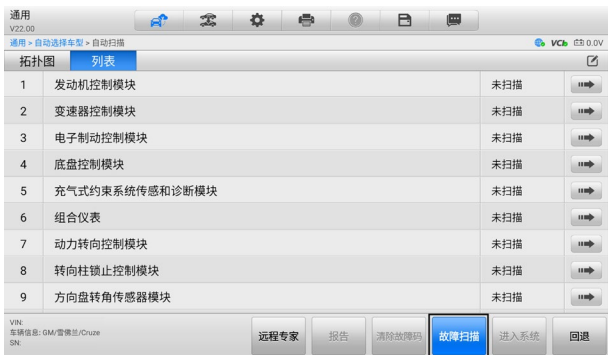 通用
V22.00
通用 > 自动选择车型 > 自动扫描 VCI 0.0V
拓扑图 列表
1 发动机控制模块 未扫描
2 变速器控制模块 未扫描
3 电子制动控制模块 未扫描
4 底盘控制模块 未扫描
5 充气式约束系统传感和诊断模块 未扫描
6 组合仪表 未扫描
7 动力转向控制模块 未扫描
8 转向柱锁止控制模块 未扫描
9 方向盘转角传感器模块 未扫描
VIN:
车辆信息: GM/雪佛兰/Cruze
SN:
远程专家 报告 清除故障码 故障扫描 进入系统 回退